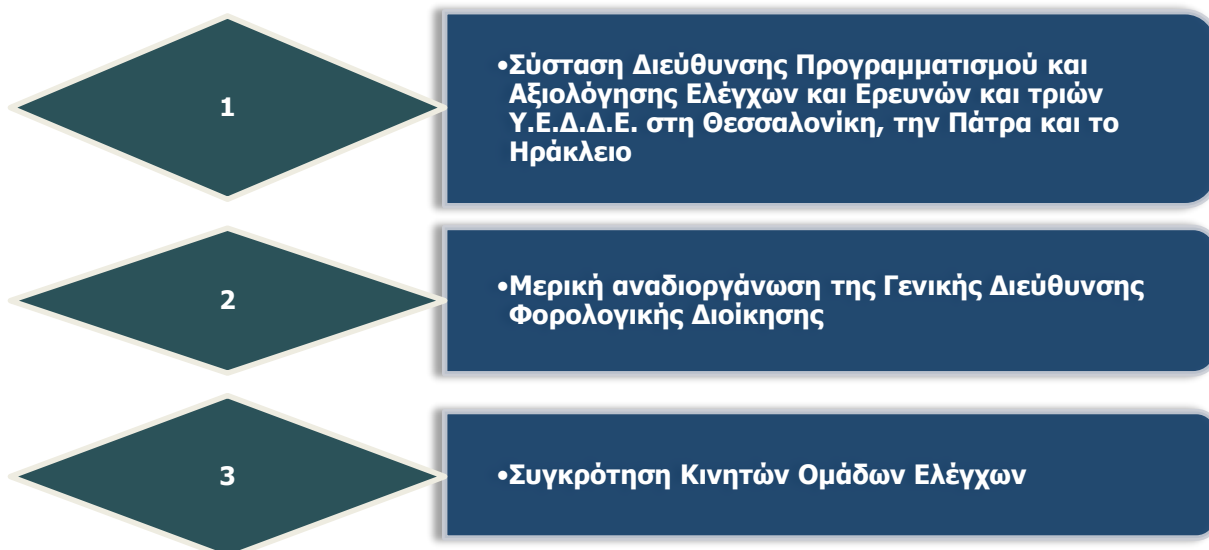 1
•Σύσταση Διεύθυνσης Προγραμματισμού και
Αξιολόγησης Ελέγχων και Ερευνών και τριών
Υ.Ε.Δ.Δ.Ε. στη Θεσσαλονίκη, την Πάτρα και το
Ηράκλειο
2
•Μερική αναδιοργάνωση της Γενικής Διεύθυνσης
Φορολογικής Διοίκησης
3
•Συγκρότηση Κινητών Ομάδων Ελέγχων